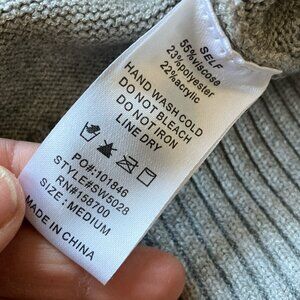 SELF
55%viscose
23%polyester
22%acrylic
HAND WASH COLD
DO NOT BLEACH
DO NOT IRON
LINE DRY
PO#:101846
STYLE#SW5028
RN#158700
SIZE : MEDIUM
MADE IN CHINA